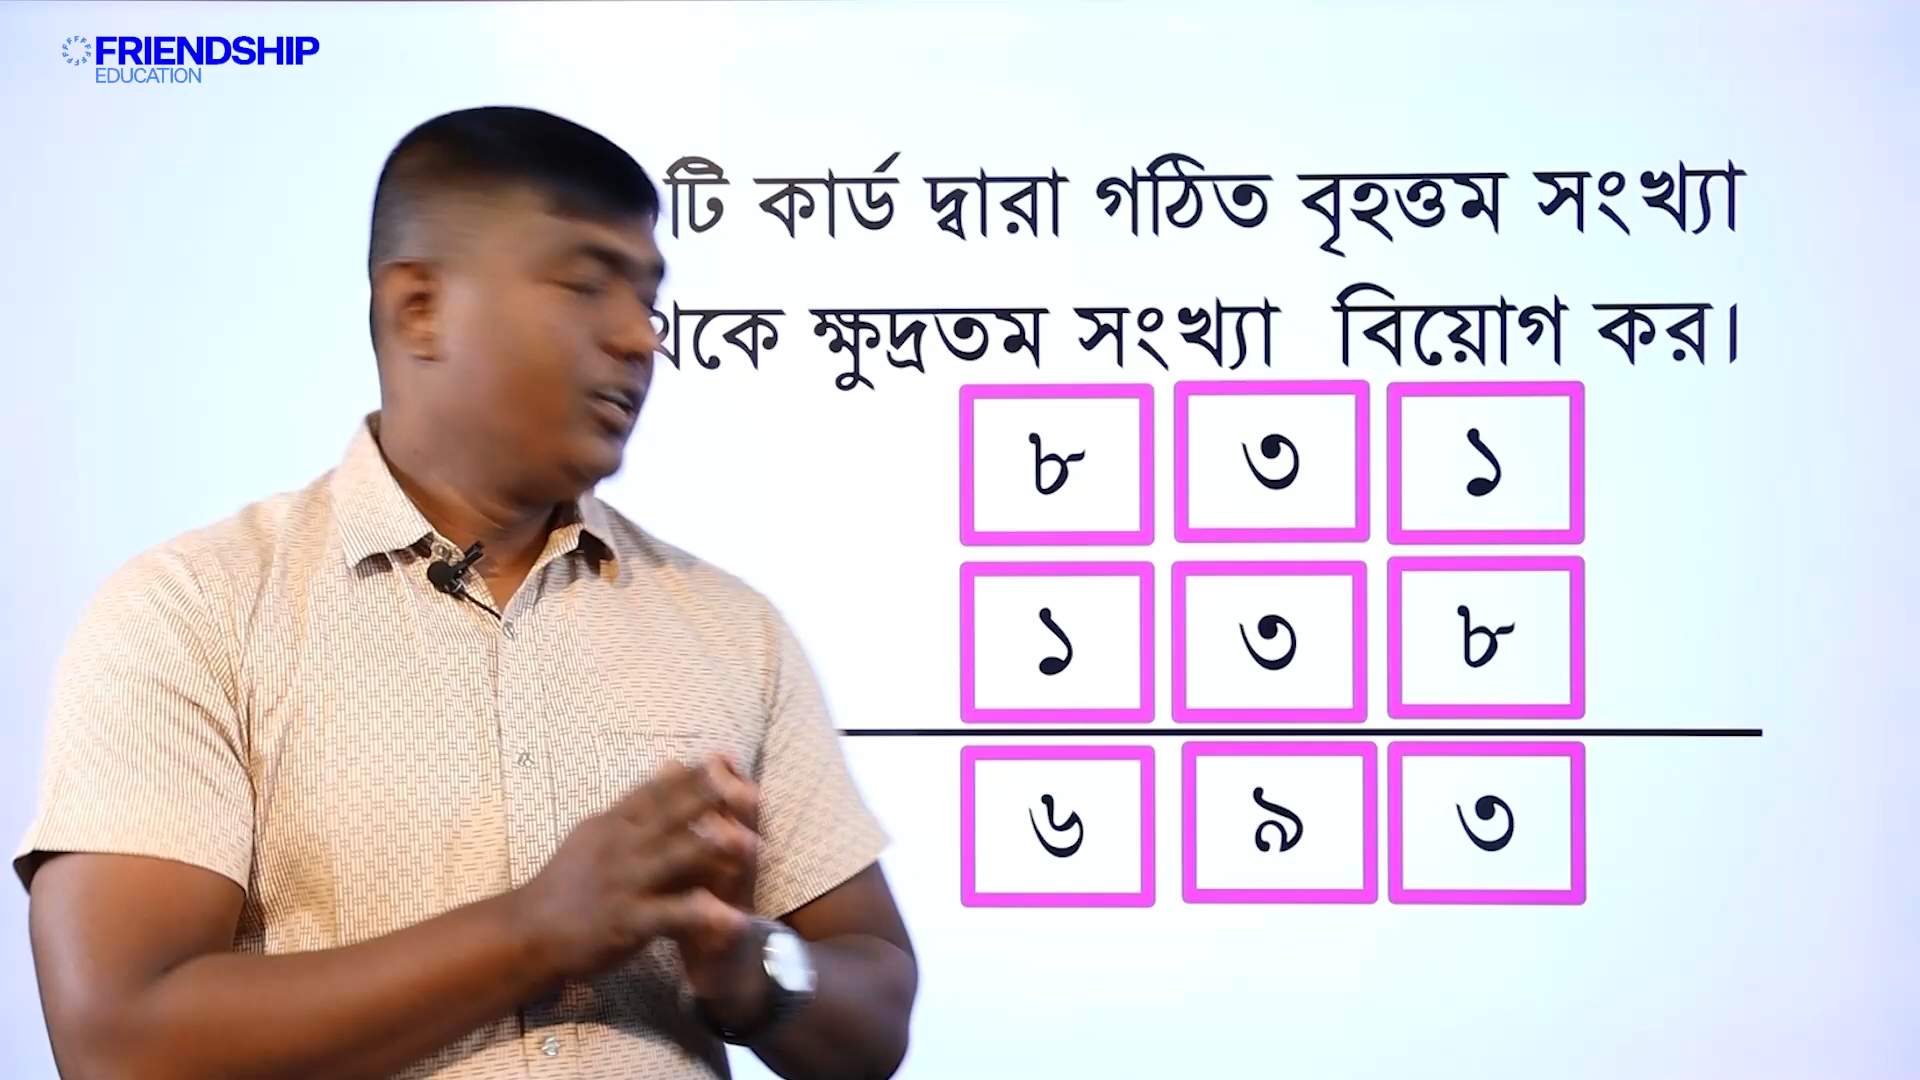 FRIENDSHIP
EDUCATION
টি কার্ড দ্বারা গঠিত বৃহত্তম সংখ্যা
ক্ষুদ্রতম সংখ্যা বিয়োগ কর।
৮ ৩ ১
১ ৩ ৮
৬ ৯ ৩